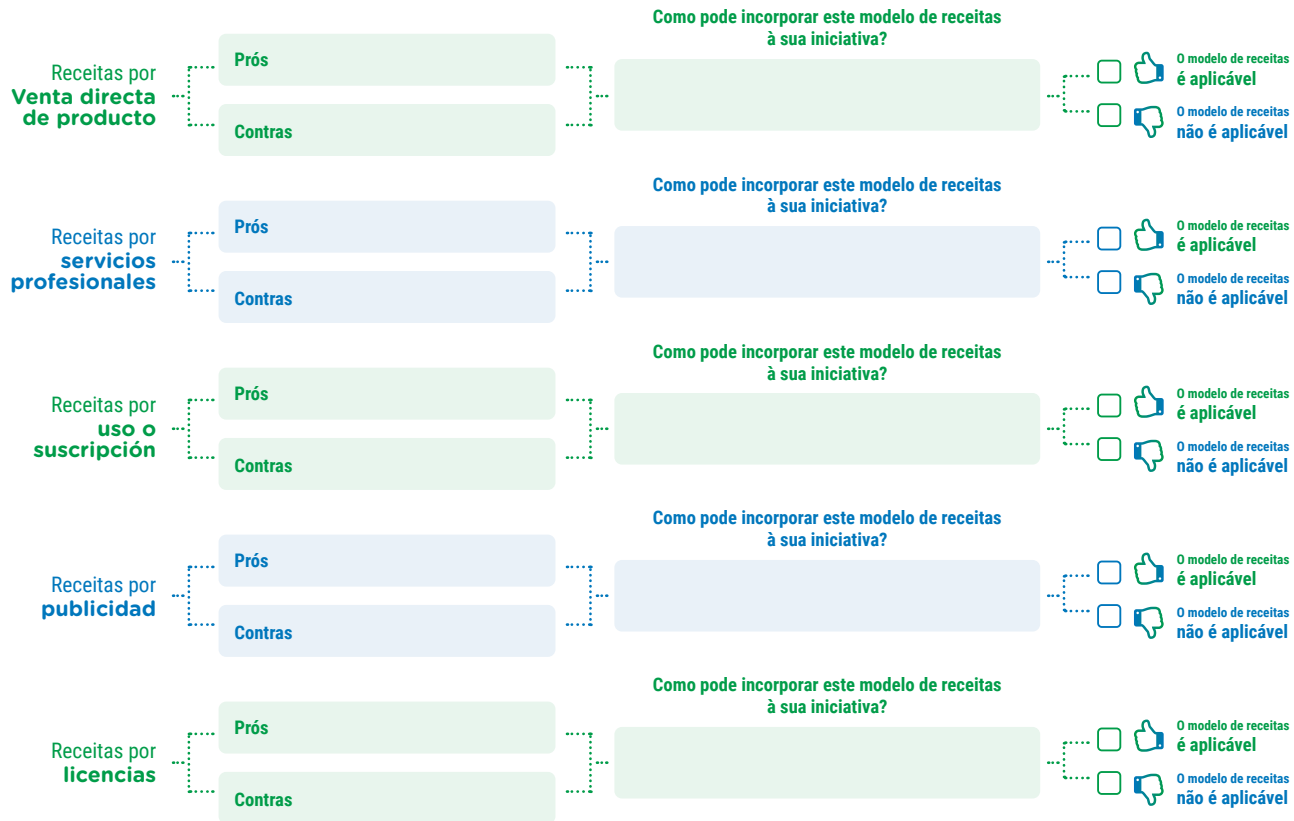 Como pode incorporar este modelo de receitas
à sua iniciativa?
Receitas por
Venta directa
de producto
Prós
Contras
O modelo de receitas
é aplicável
O modelo de receitas
não é aplicável
Como pode incorporar este modelo de receitas
à sua iniciativa?
Receitas por
servicios
profesionales
Prós
Contras
O modelo de receitas
é aplicável
O modelo de receitas
não é aplicável
Como pode incorporar este modelo de receitas
à sua iniciativa?
Receitas por
uso o
suscripción
Prós
Contras
O modelo de receitas
é aplicável
O modelo de receitas
não é aplicável
Como pode incorporar este modelo de receitas
à sua iniciativa?
Receitas por
publicidad
Prós
Contras
O modelo de receitas
é aplicável
O modelo de receitas
não é aplicável
Como pode incorporar este modelo de receitas
à sua iniciativa?
Receitas por
licencias
Prós
Contras
O modelo de receitas
é aplicável
O modelo de receitas
não é aplicável